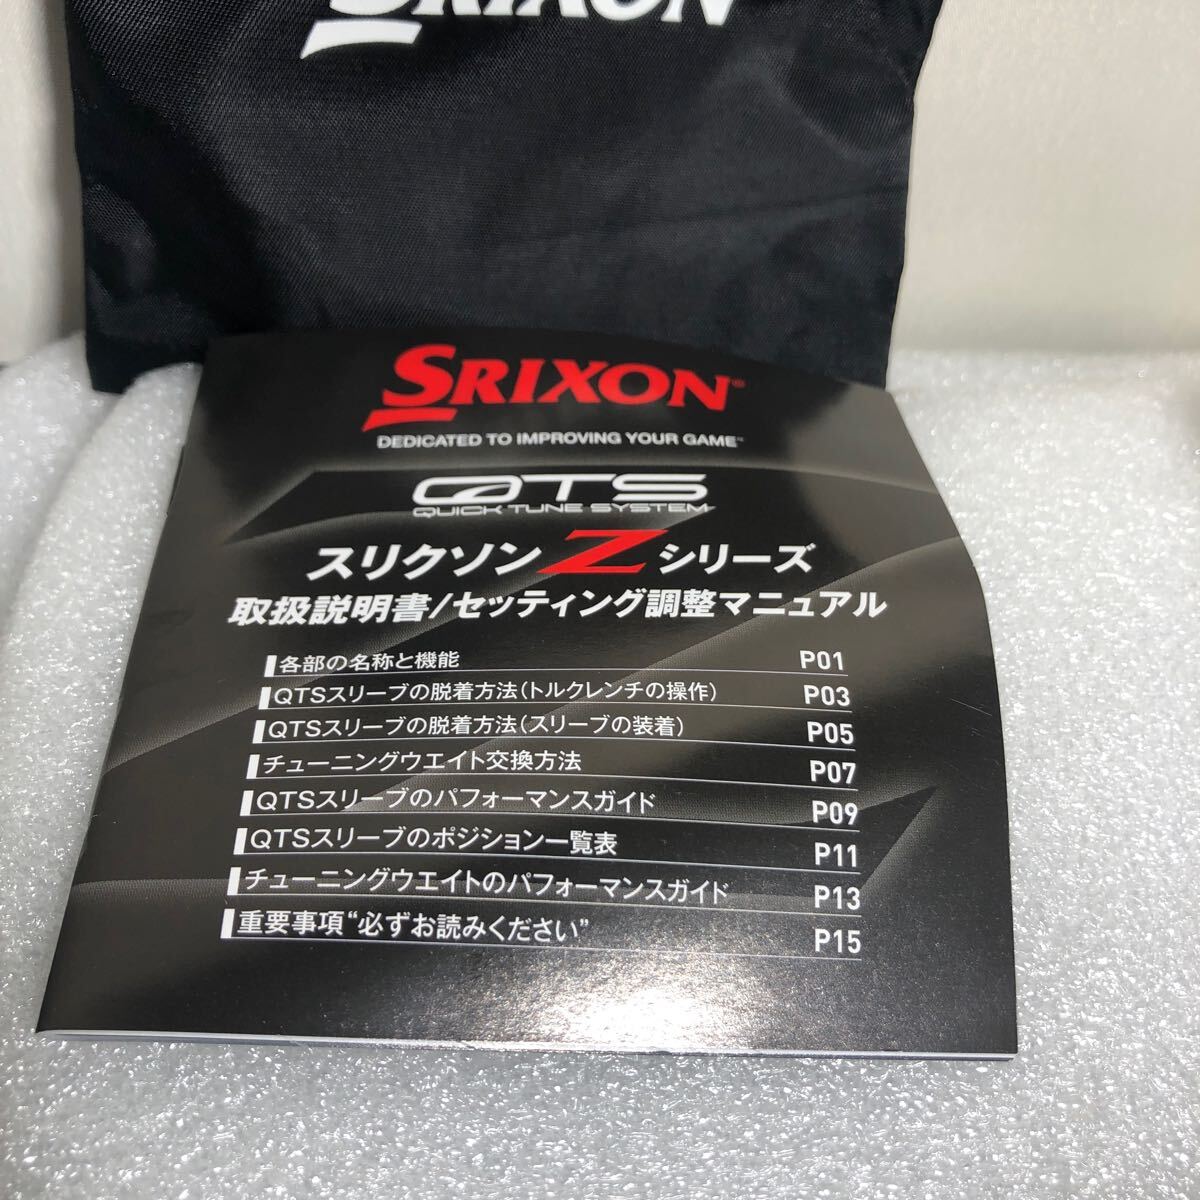 SRIXON
SRIXON®
DEDICATED TO IMPROVING YOUR GAME™
QTS
QUICK TUNE SYSTEM
スリクソン Z シリーズ
取扱説明書/セッティング調整マニュアル
各部の名称と機能 P01
QTSスリーブの脱着方法(トルクレンチの操作) P03
QTSスリーブの脱着方法(スリーブの装着) P05
チューニングウエイト交換方法 P07
QTSスリーブのパフォーマンスガイド P09
QTSスリーブのポジション一覧表 P11
チューニングウエイトのパフォーマンスガイド P13
重要事項“必ずお読みください” P15